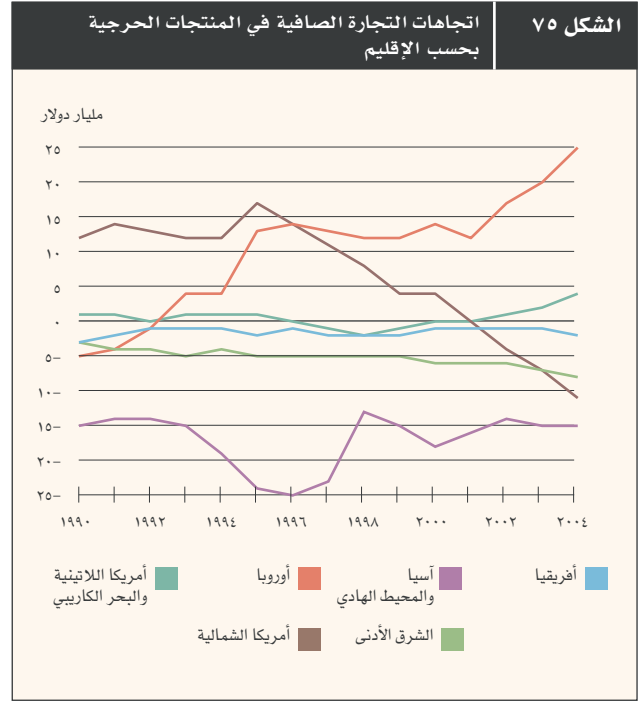 الشكل ٧٥
اتجاهات التجارة الصافية في المنتجات الحرجية
بحسب الإقليم
مليار دولار
٢٥
٢٠
١٥
١٠
٥
٠
٥–
١٠–
١٥–
٢٠–
٢٥–
١٩٩٠ ١٩٩٢ ١٩٩٤ ١٩٩٦ ١٩٩٨ ٢٠٠٠ ٢٠٠٢ ٢٠٠٤
أفريقيا
آسيا
والمحيط الهادي
أوروبا
أمريكا اللاتينية
والبحر الكاريبي
الشرق الأدنى
أمريكا الشمالية